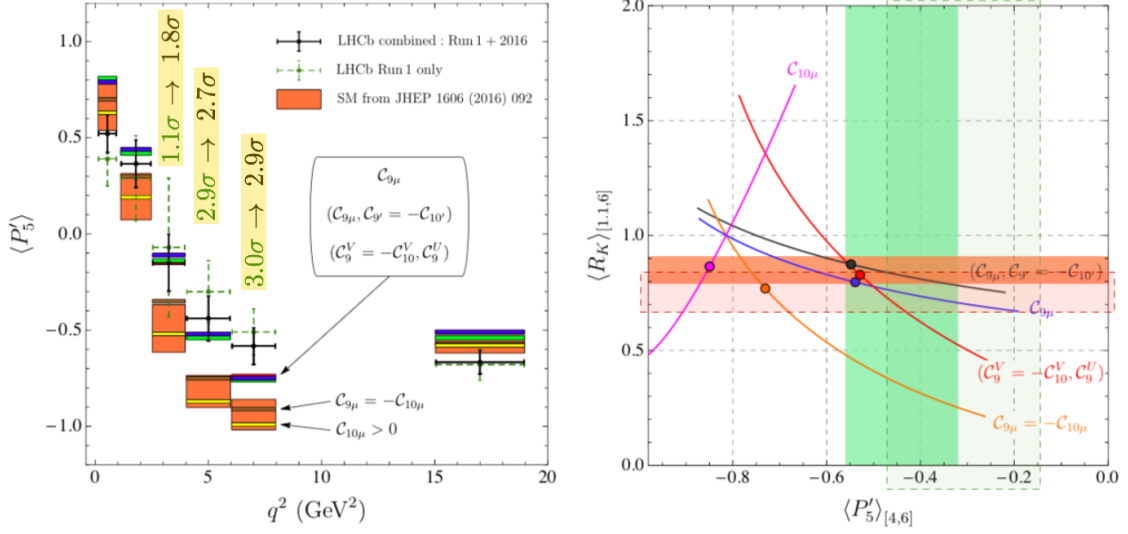 1.0
0.5
0.0
−0.5
−1.0
⟨P₅′⟩
0
5
10
15
20
q² (GeV²)
1.1σ → 1.8σ
2.9σ → 2.7σ
3.0σ → 2.9σ
LHCb combined : Run 1 + 2016
LHCb Run 1 only
SM from JHEP 1606 (2016) 092
𝒞₉μ
(𝒞₉μ, 𝒞₉′ = −𝒞₁₀′)
(𝒞₉ⱽ = −𝒞₁₀ⱽ, 𝒞₉ᵁ)
𝒞₉μ = −𝒞₁₀μ
𝒞₁₀μ > 0
2.0
1.5
1.0
0.5
0.0
⟨R_K⟩[1.1,6]
−0.8
−0.6
−0.4
−0.2
0.0
⟨P₅′⟩[4,6]
𝒞₁₀μ
(𝒞₉μ, 𝒞₉′ = −𝒞₁₀′)
𝒞₉μ
(𝒞₉ⱽ = −𝒞₁₀ⱽ, 𝒞₉ᵁ)
𝒞₉μ = −𝒞₁₀μ